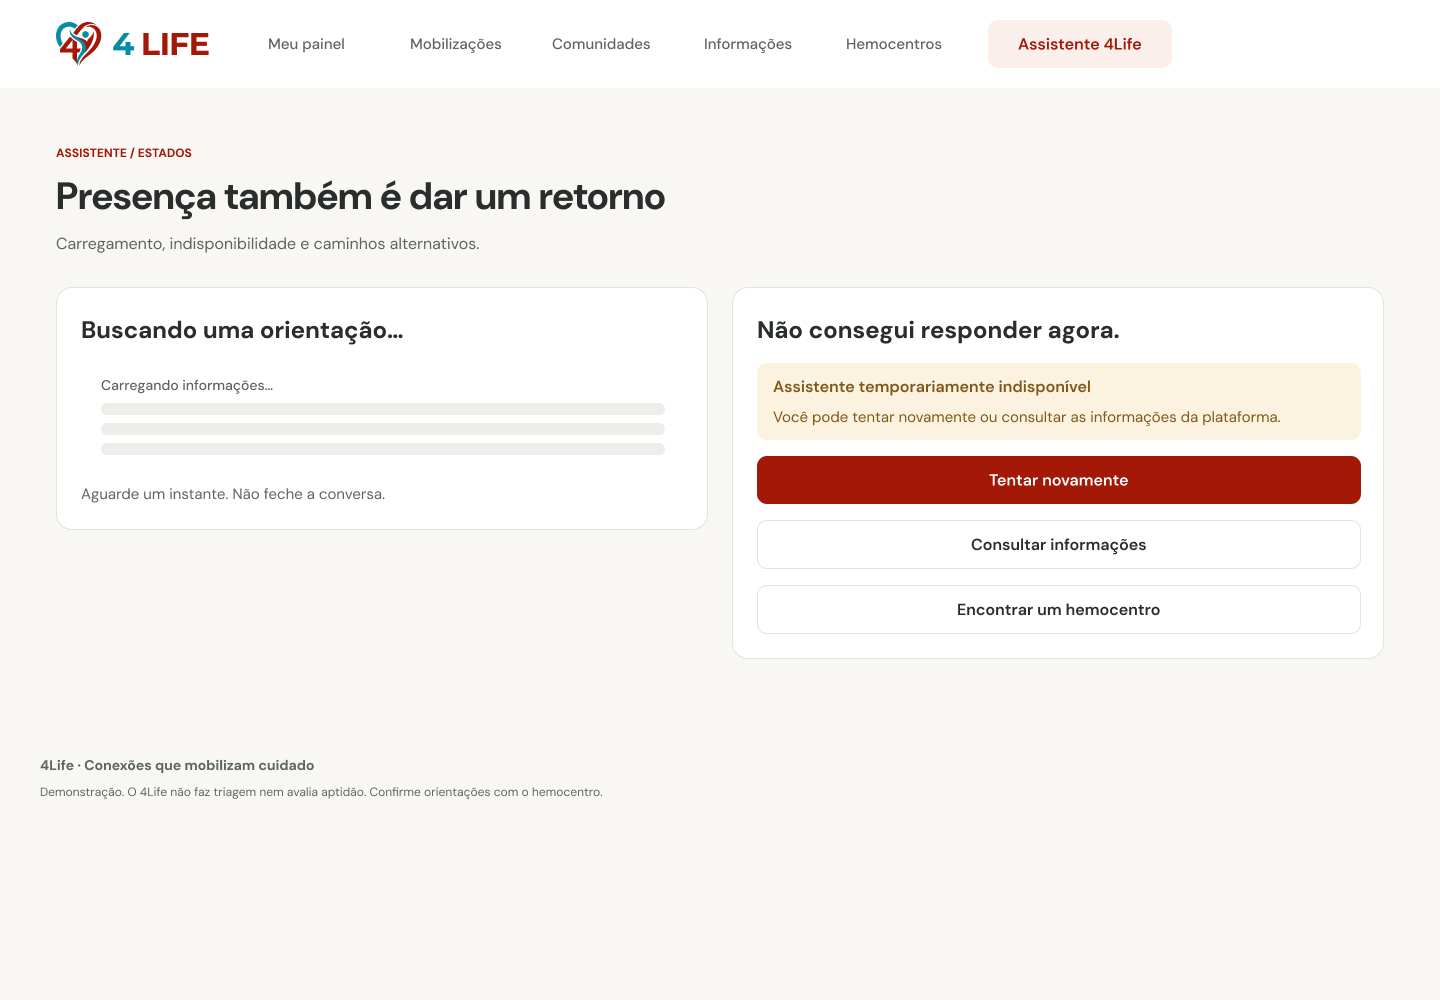 4 LIFE
Meu painel
Mobilizações
Comunidades
Informações
Hemocentros
Assistente 4Life
ASSISTENTE / ESTADOS
Presença também é dar um retorno
Carregamento, indisponibilidade e caminhos alternativos.
Buscando uma orientação...
Carregando informações...
Aguarde um instante. Não feche a conversa.
Não consegui responder agora.
Assistente temporariamente indisponível
Você pode tentar novamente ou consultar as informações da plataforma.
Tentar novamente
Consultar informações
Encontrar um hemocentro
4Life · Conexões que mobilizam cuidado
Demonstração. O 4Life não faz triagem nem avalia aptidão. Confirme orientações com o hemocentro.